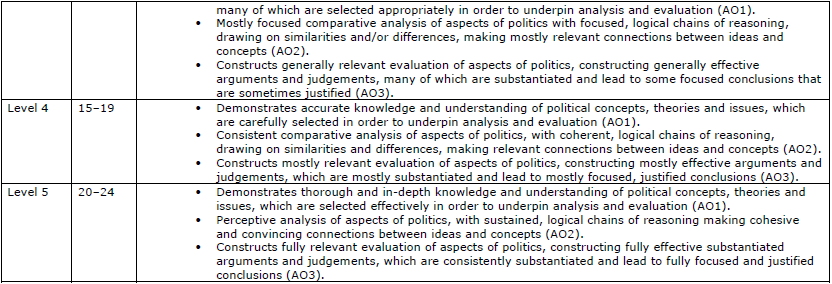 many of which are selected appropriately in order to underpin analysis and evaluation (AO1).
• Mostly focused comparative analysis of aspects of politics with focused, logical chains of reasoning,
drawing on similarities and/or differences, making mostly relevant connections between ideas and
concepts (AO2).
• Constructs generally relevant evaluation of aspects of politics, constructing generally effective
arguments and judgements, many of which are substantiated and lead to some focused conclusions that
are sometimes justified (AO3).
Level 4 15–19 • Demonstrates accurate knowledge and understanding of political concepts, theories and issues, which
are carefully selected in order to underpin analysis and evaluation (AO1).
• Consistent comparative analysis of aspects of politics, with coherent, logical chains of reasoning,
drawing on similarities and differences, making relevant connections between ideas and concepts (AO2).
• Constructs mostly relevant evaluation of aspects of politics, constructing mostly effective arguments and
judgements, which are mostly substantiated and lead to mostly focused, justified conclusions (AO3).
Level 5 20–24 • Demonstrates thorough and in-depth knowledge and understanding of political concepts, theories and
issues, which are selected effectively in order to underpin analysis and evaluation (AO1).
• Perceptive analysis of aspects of politics, with sustained, logical chains of reasoning making cohesive
and convincing connections between ideas and concepts (AO2).
• Constructs fully relevant evaluation of aspects of politics, constructing fully effective substantiated
arguments and judgements, which are consistently substantiated and lead to fully focused and justified
conclusions (AO3).